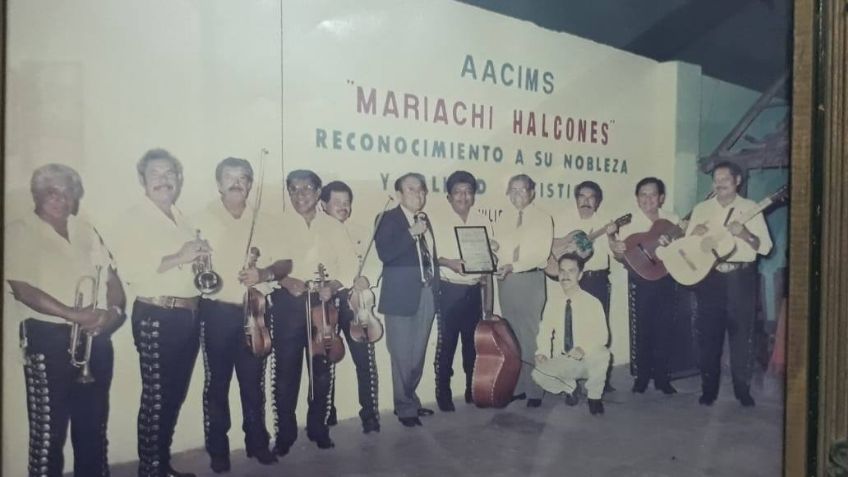 AACIMS
"MARIACHI HALCONES"
RECONOCIMIENTO A SU NOBLEZA
Y